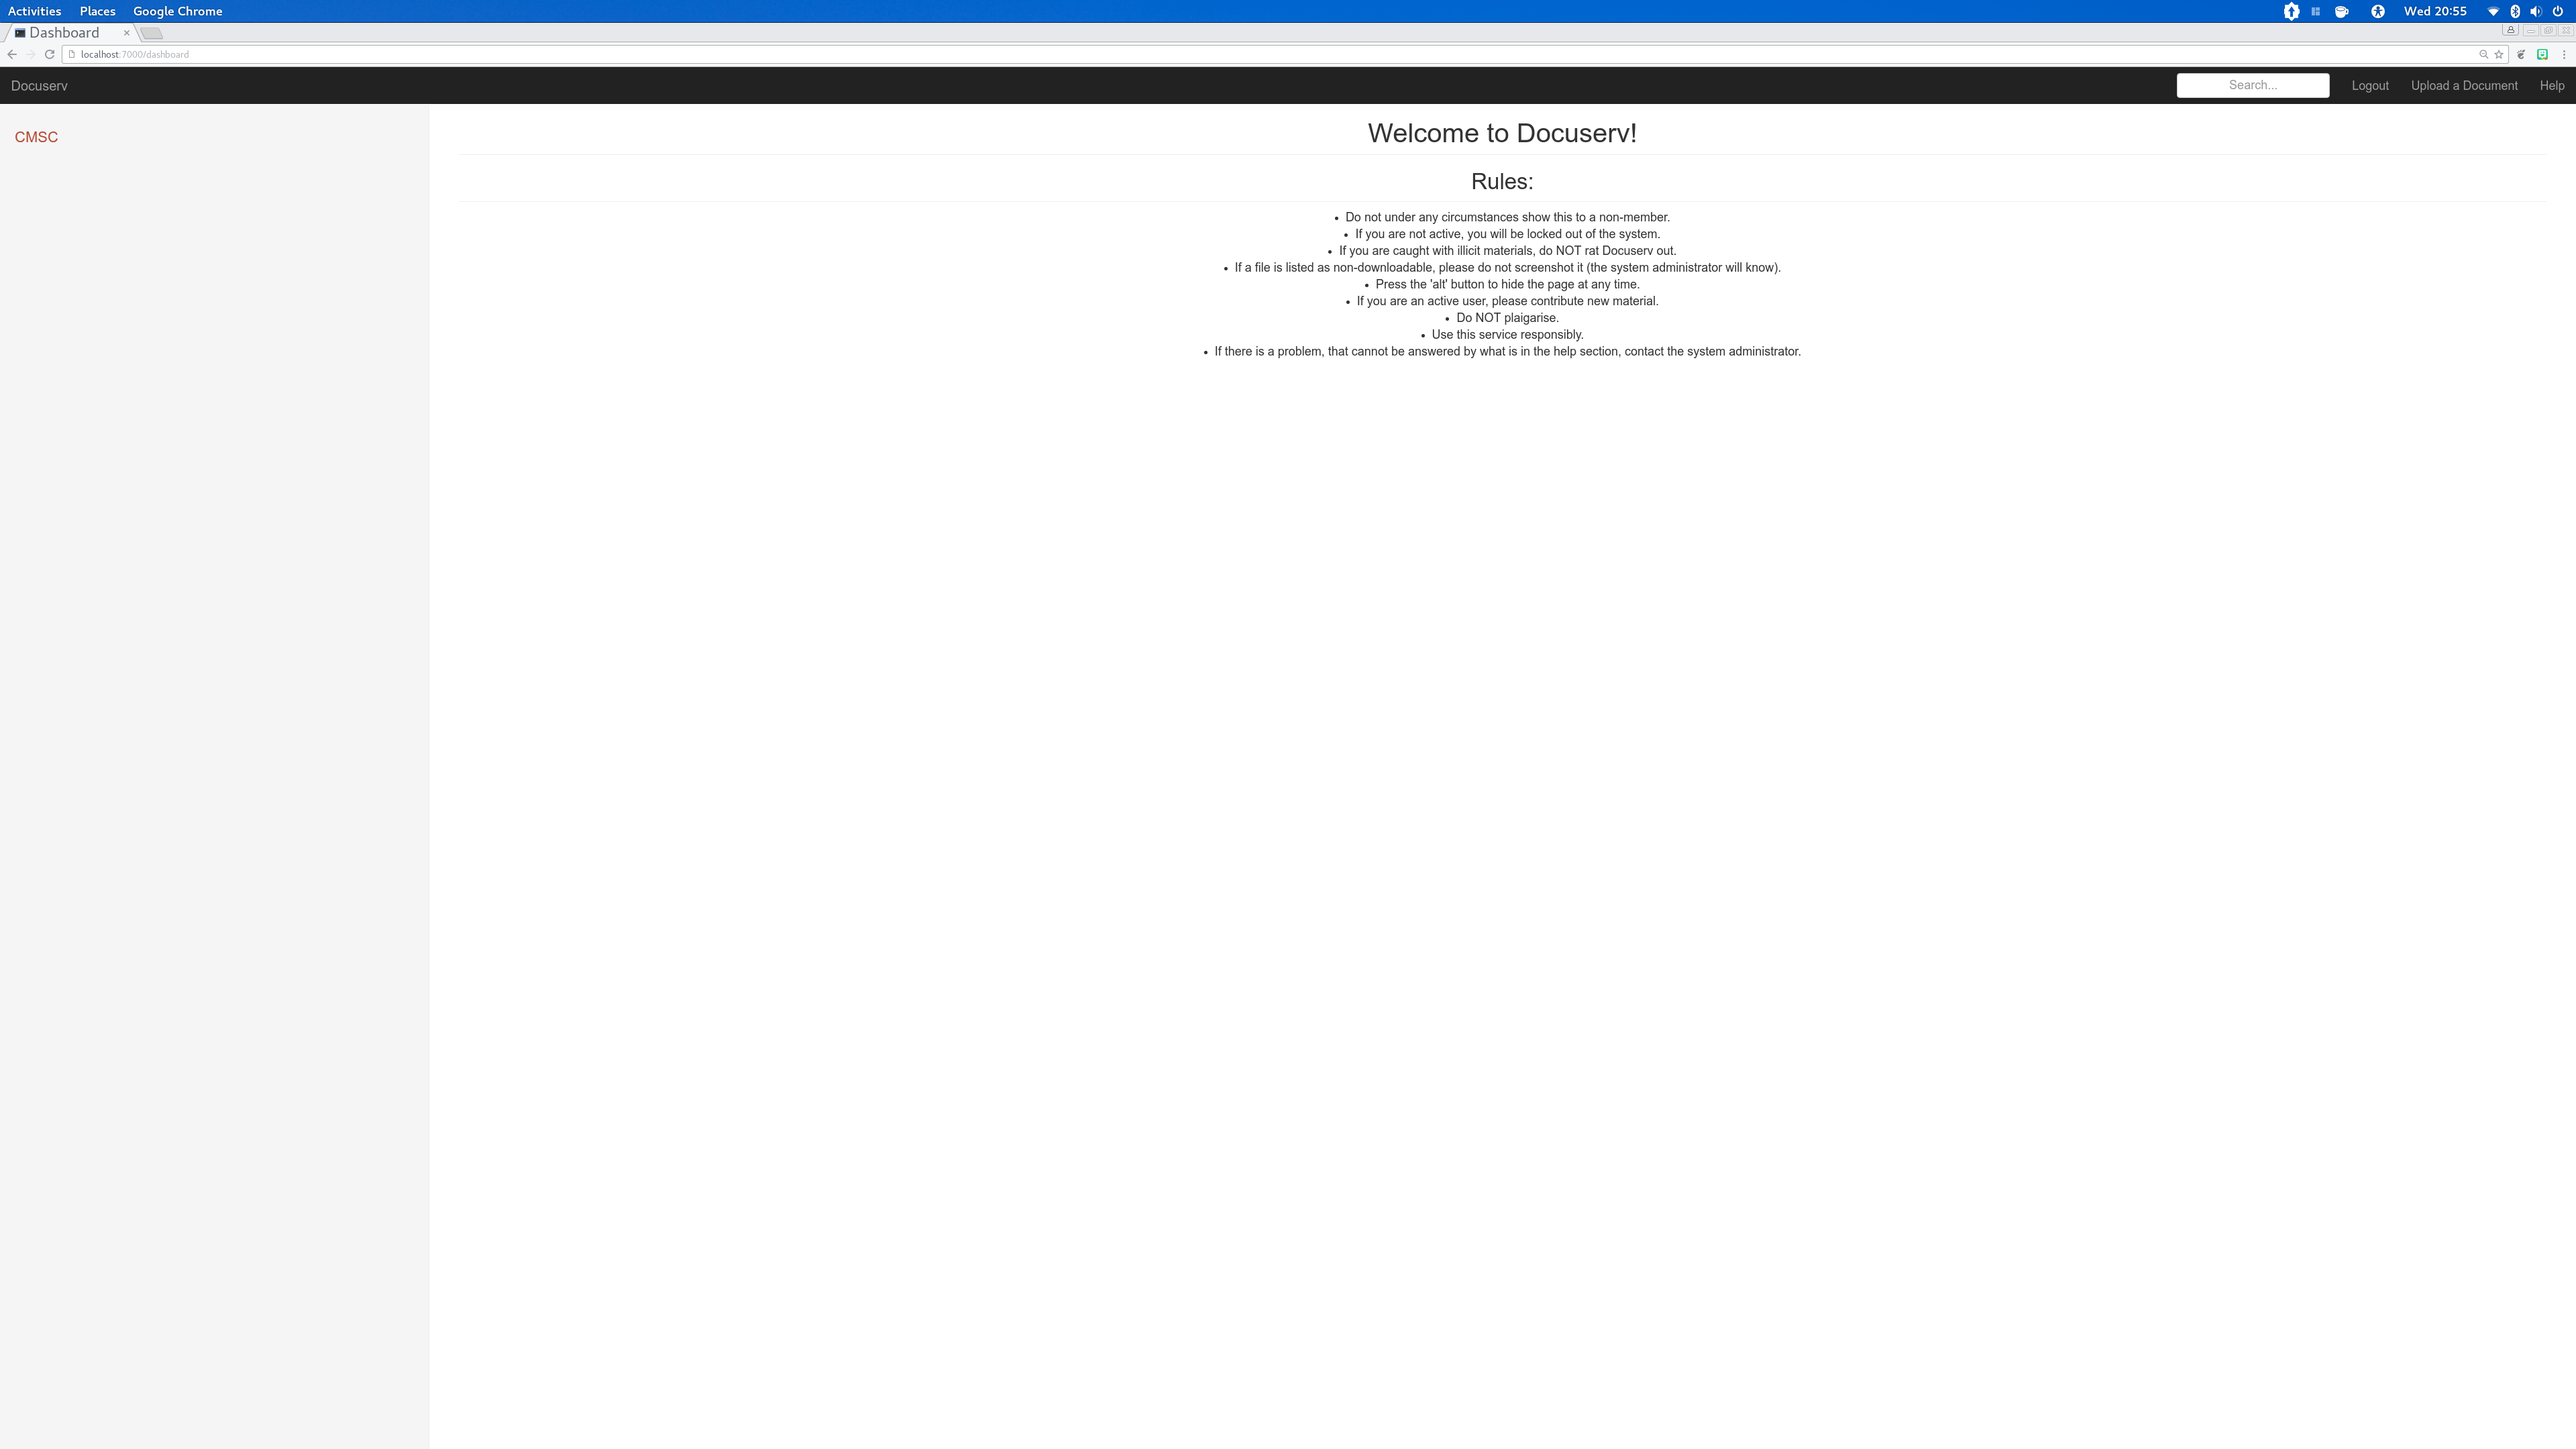 Activities Places Google Chrome Wed 20:55
Dashboard
localhost:7000/dashboard
Docuserv Search... Logout Upload a Document Help
CMSC
Welcome to Docuserv!
Rules:
• Do not under any circumstances show this to a non-member.
• If you are not active, you will be locked out of the system.
• If you are caught with illicit materials, do NOT rat Docuserv out.
• If a file is listed as non-downloadable, please do not screenshot it (the system administrator will know).
• Press the 'alt' button to hide the page at any time.
• If you are an active user, please contribute new material.
• Do NOT plaigarise.
• Use this service responsibly.
• If there is a problem, that cannot be answered by what is in the help section, contact the system administrator.